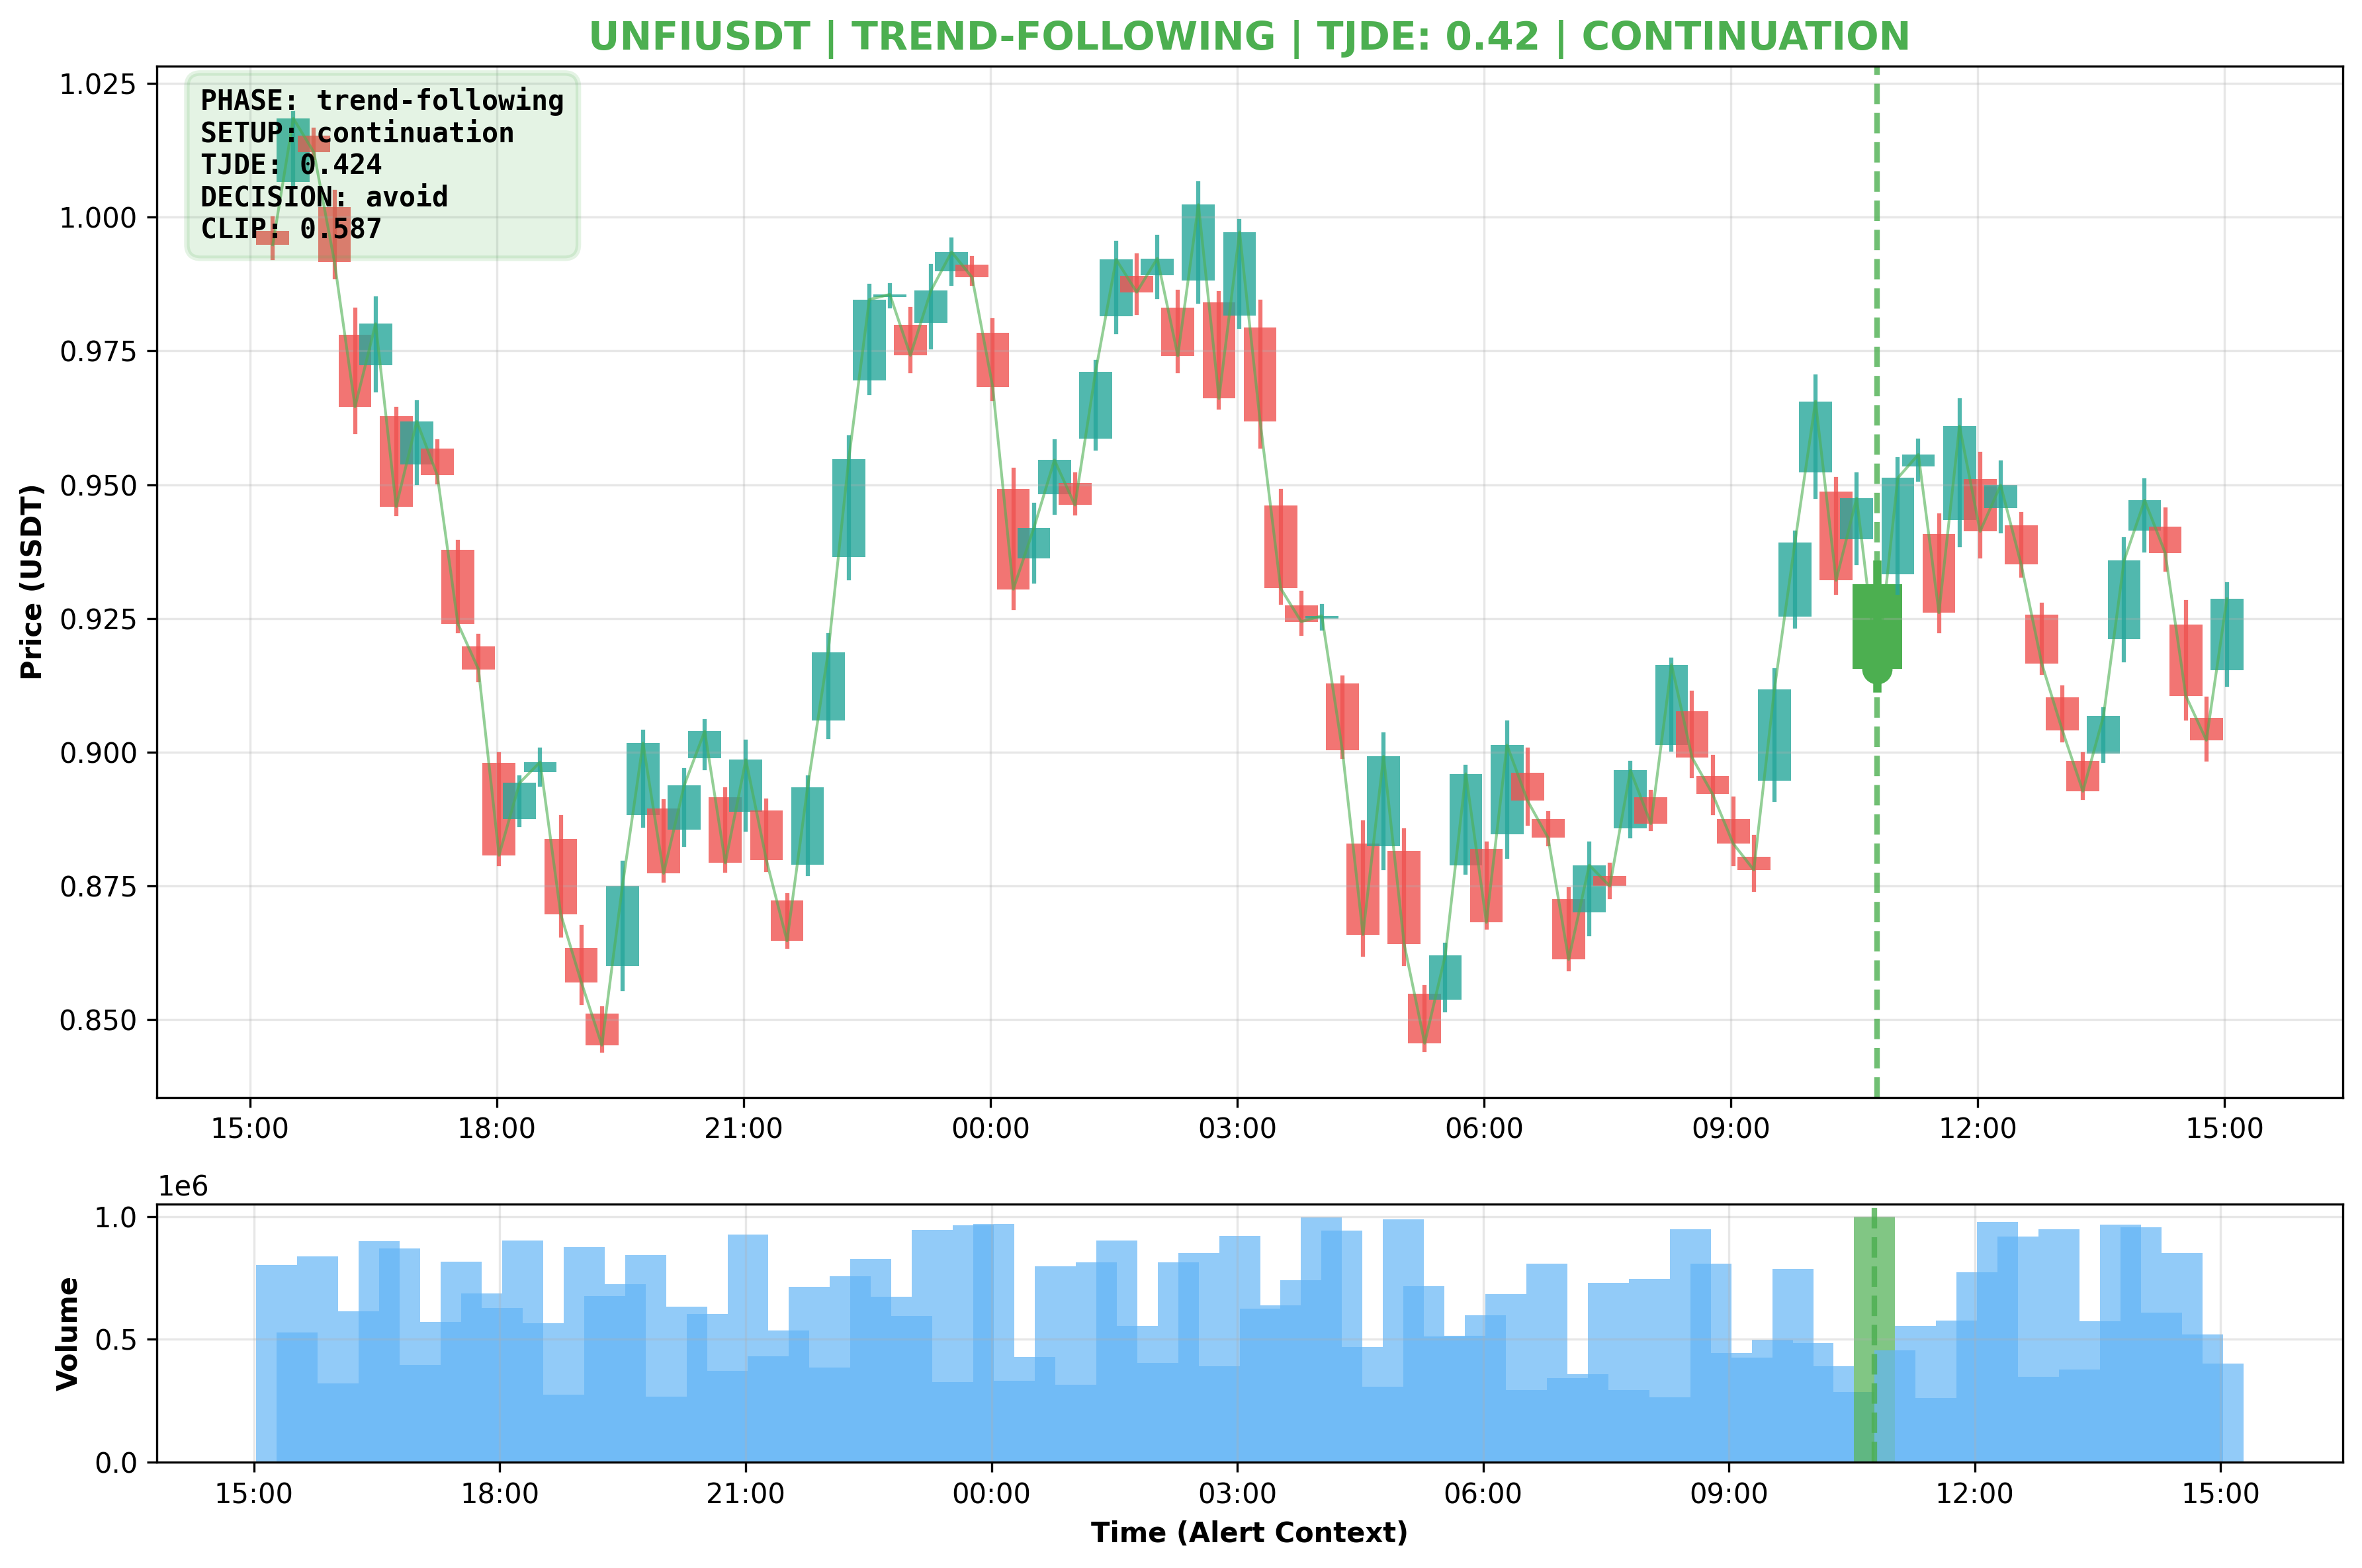 UNFIUSDT | TREND-FOLLOWING | TJDE: 0.42 | CONTINUATION
PHASE: trend-following
SETUP: continuation
TJDE: 0.424
DECISION: avoid
CLIP: 0.587
Price (USDT)
1.025
1.000
0.975
0.950
0.925
0.900
0.875
0.850
15:00 18:00 21:00 00:00 03:00 06:00 09:00 12:00 15:00
1e6
Volume
1.0
0.5
0.0
15:00 18:00 21:00 00:00 03:00 06:00 09:00 12:00 15:00
Time (Alert Context)